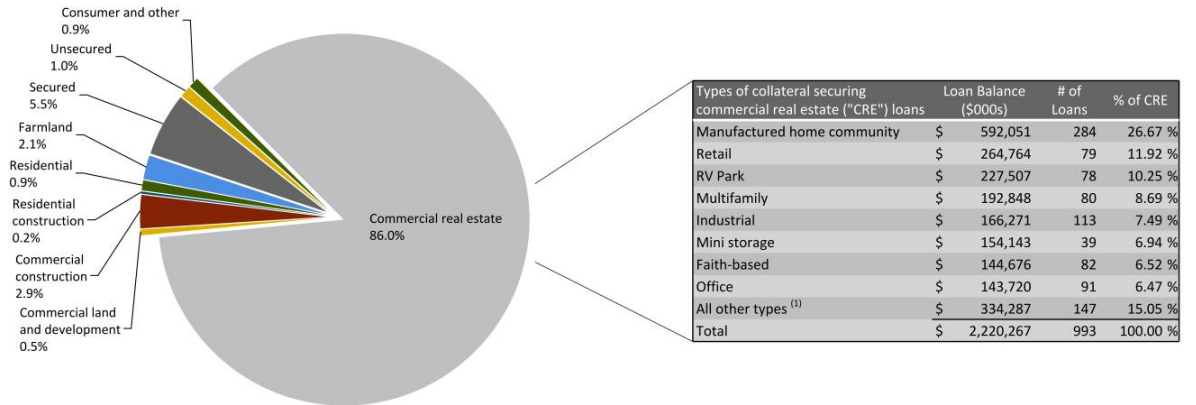 Consumer and other
0.9%
Unsecured
1.0%
Secured
5.5%
Farmland
2.1%
Residential
0.9%
Residential
construction
0.2%
Commercial
construction
2.9%
Commercial land
and development
0.5%
Commercial real estate
86.0%
Types of collateral securing
commercial real estate ("CRE") loans Loan Balance ($000s) # of Loans % of CRE
Manufactured home community $ 592,051 284 26.67 %
Retail $ 264,764 79 11.92 %
RV Park $ 227,507 78 10.25 %
Multifamily $ 192,848 80 8.69 %
Industrial $ 166,271 113 7.49 %
Mini storage $ 154,143 39 6.94 %
Faith-based $ 144,676 82 6.52 %
Office $ 143,720 91 6.47 %
All other types (1) $ 334,287 147 15.05 %
Total $ 2,220,267 993 100.00 %